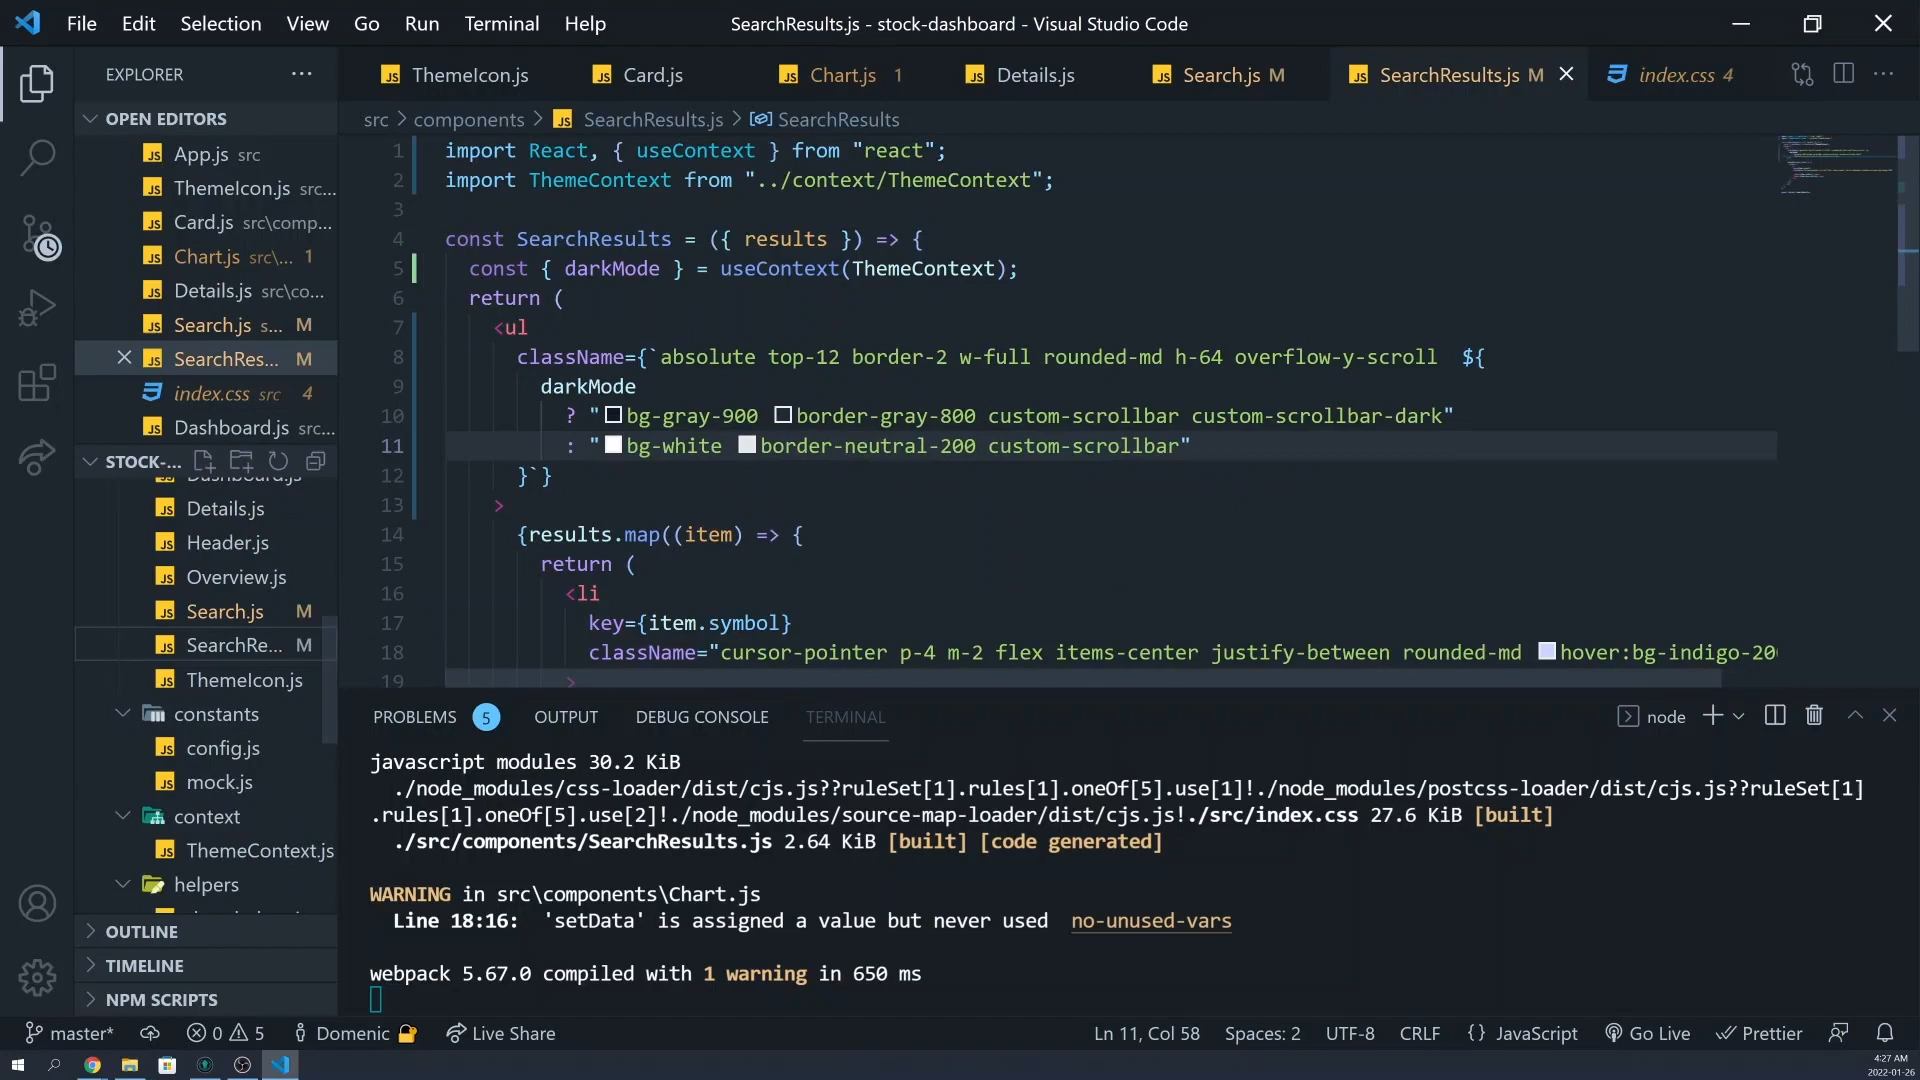 File Edit Selection View Go Run Terminal Help
SearchResults.js - stock-dashboard - Visual Studio Code
EXPLORER
OPEN EDITORS
App.js src
ThemeIcon.js src...
Card.js src\comp...
Chart.js src\... 1
Details.js src\co...
Search.js s... M
SearchRes... M
index.css src 4
Dashboard.js src...
STOCK-...
Dashboard.js
Details.js
Header.js
Overview.js
Search.js M
SearchRe... M
ThemeIcon.js
constants
config.js
mock.js
context
ThemeContext.js
helpers
OUTLINE
TIMELINE
NPM SCRIPTS
ThemeIcon.js Card.js Chart.js 1 Details.js Search.js M SearchResults.js M index.css 4
src > components > SearchResults.js > SearchResults
1 import React, { useContext } from "react";
2 import ThemeContext from "../context/ThemeContext";
3
4 const SearchResults = ({ results }) => {
5 const { darkMode } = useContext(ThemeContext);
6 return (
7 <ul
8 className={`absolute top-12 border-2 w-full rounded-md h-64 overflow-y-scroll ${
9 darkMode
10 ? "bg-gray-900 border-gray-800 custom-scrollbar custom-scrollbar-dark"
11 : "bg-white border-neutral-200 custom-scrollbar"
12 }`}
13 >
14 {results.map((item) => {
15 return (
16 <li
17 key={item.symbol}
18 className="cursor-pointer p-4 m-2 flex items-center justify-between rounded-md hover:bg-indigo-20
19 >
PROBLEMS 5 OUTPUT DEBUG CONSOLE TERMINAL
node
javascript modules 30.2 KiB
./node_modules/css-loader/dist/cjs.js??ruleSet[1].rules[1].oneOf[5].use[1]!./node_modules/postcss-loader/dist/cjs.js??ruleSet[1]
.rules[1].oneOf[5].use[2]!./node_modules/source-map-loader/dist/cjs.js!./src/index.css 27.6 KiB [built]
./src/components/SearchResults.js 2.64 KiB [built] [code generated]
WARNING in src\components\Chart.js
Line 18:16: 'setData' is assigned a value but never used no-unused-vars
webpack 5.67.0 compiled with 1 warning in 650 ms
master* 0 5 Domenic Live Share
Ln 11, Col 58 Spaces: 2 UTF-8 CRLF {} JavaScript Go Live Prettier
4:27 AM
2022-01-26